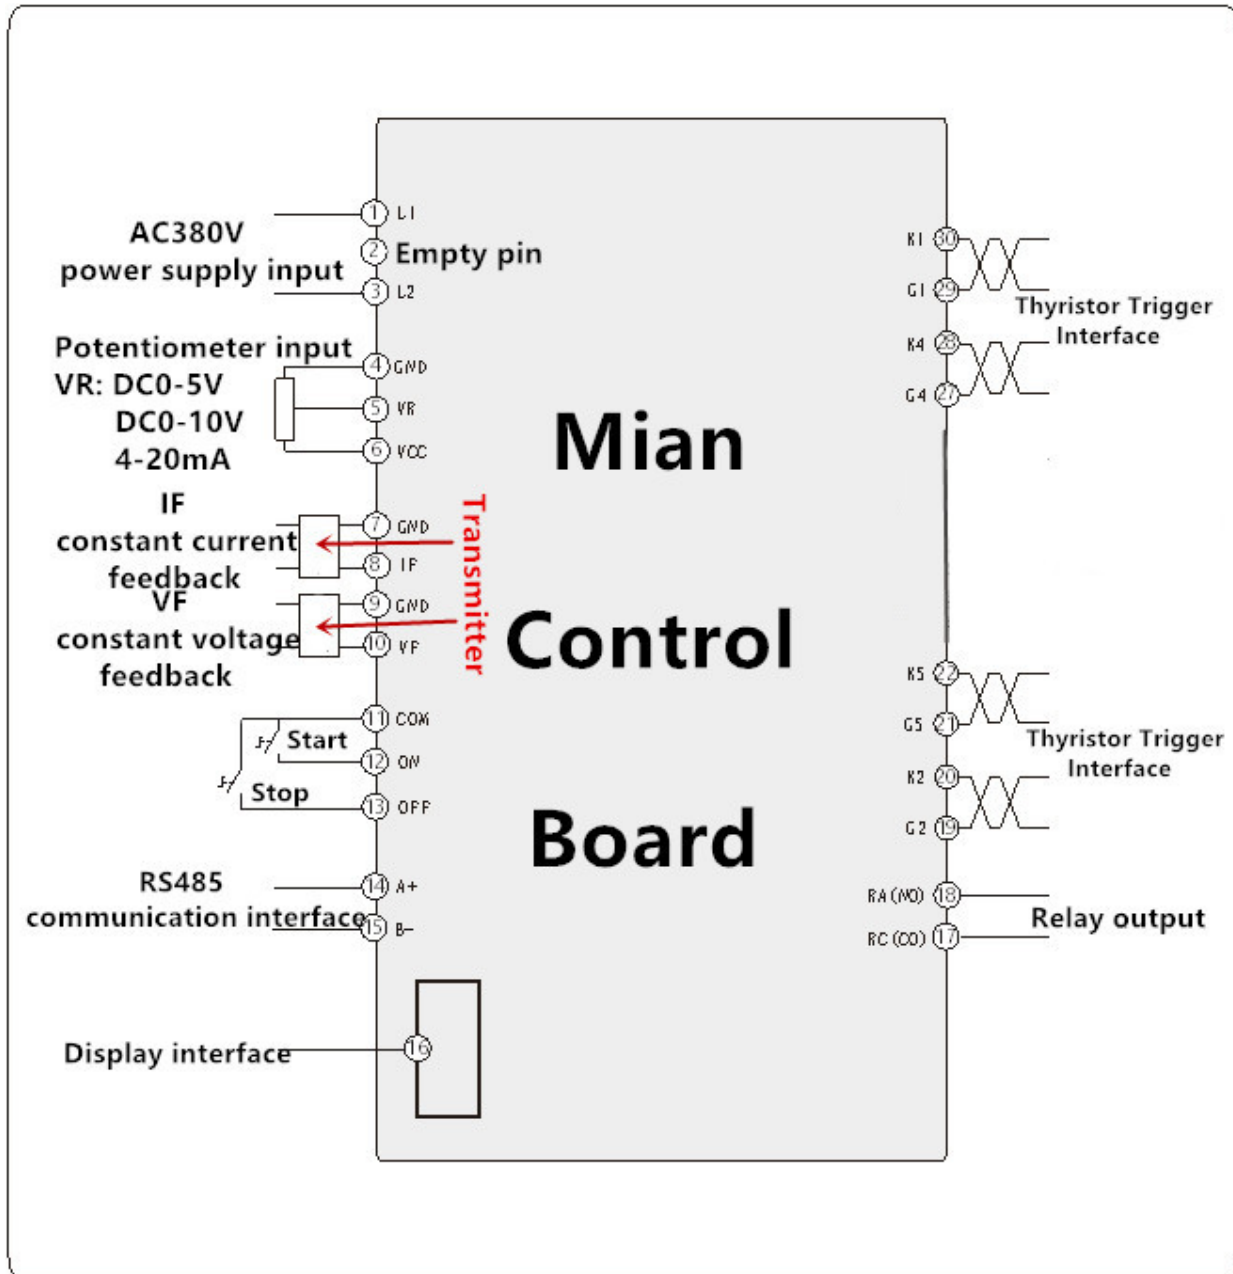 AC380V
power supply input
1 L1
2 Empty pin
3 L2
Potentiometer input
VR: DC0-5V
DC0-10V
4-20mA
4 GND
5 VR
6 VCC
IF
constant current
feedback
7 GND
8 IF
VF
constant voltage
feedback
9 GND
10 VF
Transmitter
11 COM
Start
12 ON
Stop
13 OFF
RS485
communication interface
14 A+
15 B-
Display interface
16
Mian
Control
Board
K1 30
G1 29
Thyristor Trigger
Interface
K4 28
G4 27
K5 22
G5 21
Thyristor Trigger
Interface
K2 20
G2 19
RA(NO) 18
Relay output
RC(CO) 17